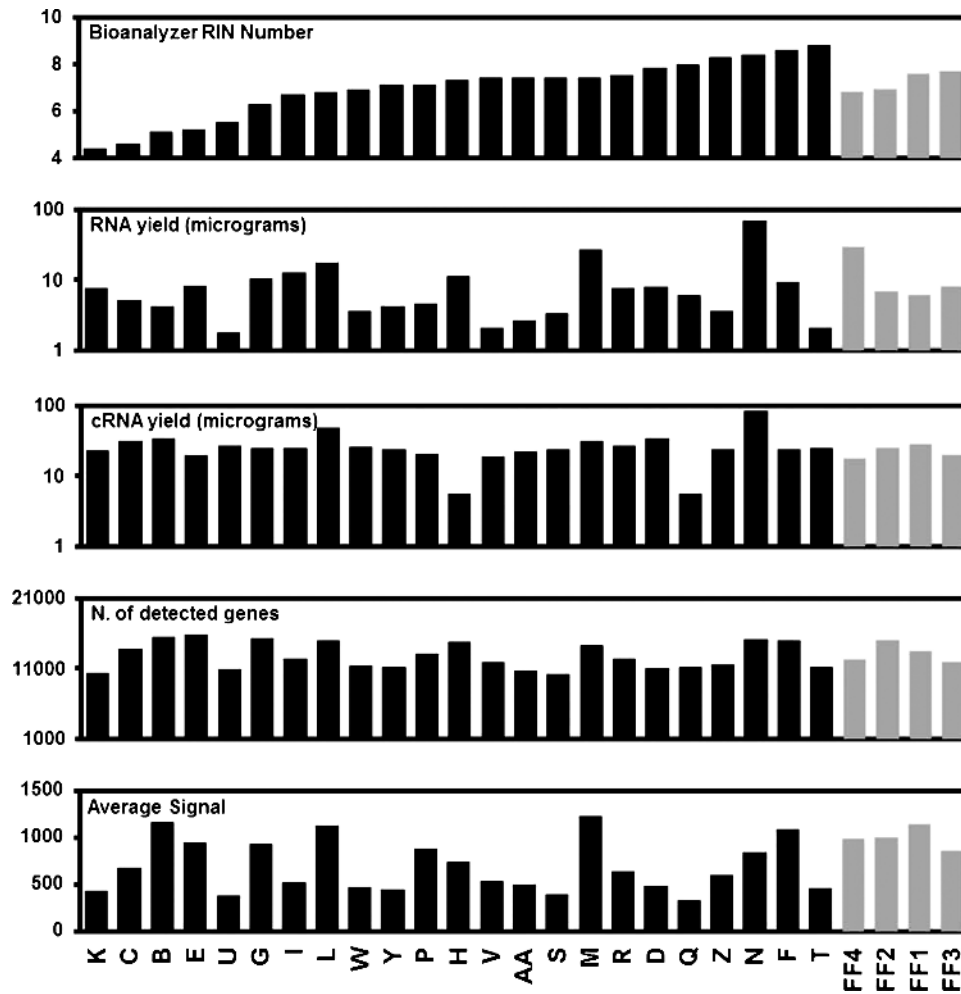 10
Bioanalyzer RIN Number
8
6
4
100
RNA yield (micrograms)
10
1
100
cRNA yield (micrograms)
10
1
21000
N. of detected genes
11000
1000
1500
Average Signal
1000
500
0
K C B E U G I L W Y P H V AA S M R D Q Z N F T FF4 FF2 FF1 FF3